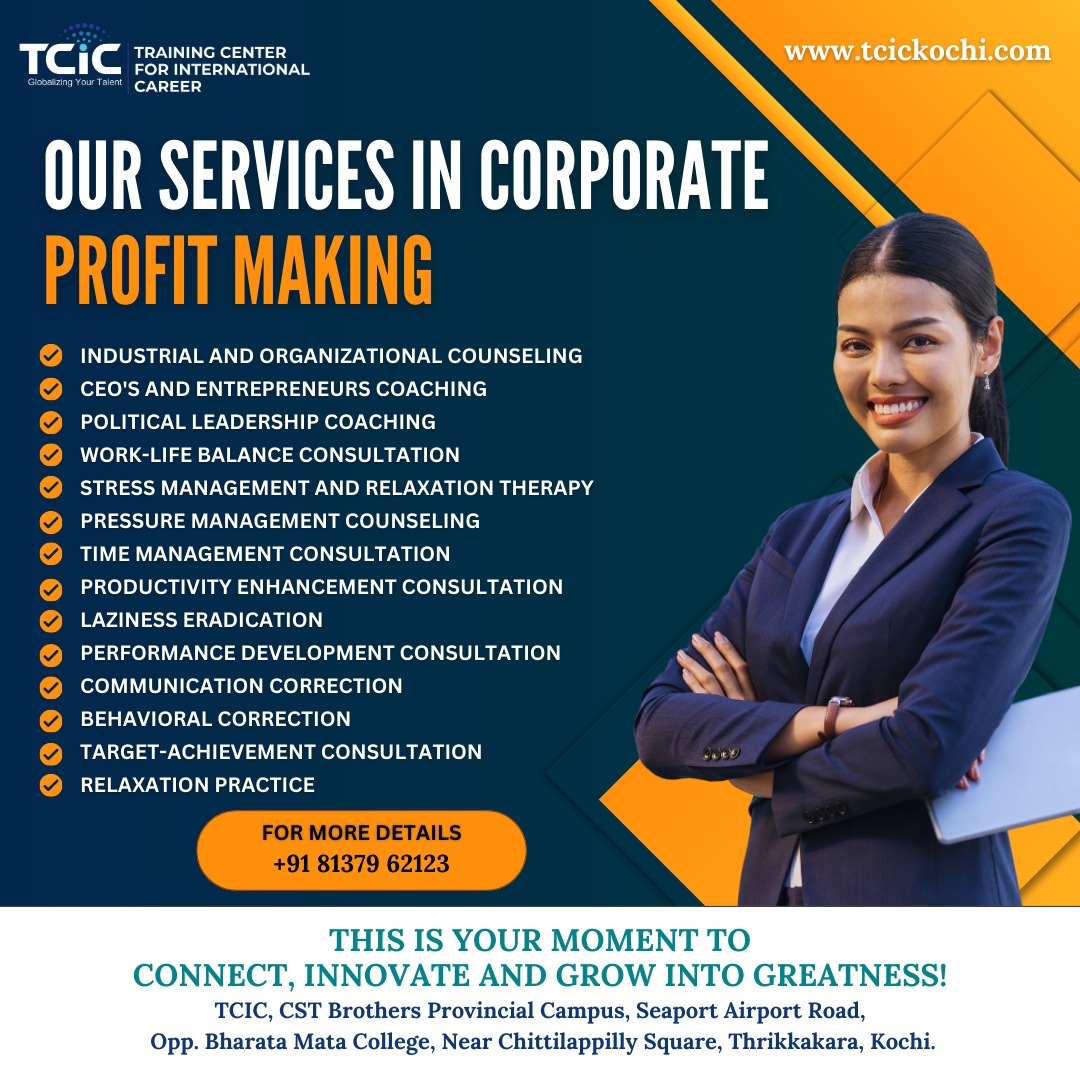 TCiC
Globalizing Your Talent
TRAINING CENTER
FOR INTERNATIONAL
CAREER
www.tcickochi.com
OUR SERVICES IN CORPORATE
PROFIT MAKING
INDUSTRIAL AND ORGANIZATIONAL COUNSELING
CEO'S AND ENTREPRENEURS COACHING
POLITICAL LEADERSHIP COACHING
WORK-LIFE BALANCE CONSULTATION
STRESS MANAGEMENT AND RELAXATION THERAPY
PRESSURE MANAGEMENT COUNSELING
TIME MANAGEMENT CONSULTATION
PRODUCTIVITY ENHANCEMENT CONSULTATION
LAZINESS ERADICATION
PERFORMANCE DEVELOPMENT CONSULTATION
COMMUNICATION CORRECTION
BEHAVIORAL CORRECTION
TARGET-ACHIEVEMENT CONSULTATION
RELAXATION PRACTICE
FOR MORE DETAILS
+91 81379 62123
THIS IS YOUR MOMENT TO
CONNECT, INNOVATE AND GROW INTO GREATNESS!
TCIC, CST Brothers Provincial Campus, Seaport Airport Road,
Opp. Bharata Mata College, Near Chittilappilly Square, Thrikkakara, Kochi.